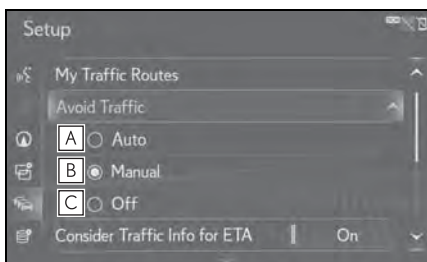 Setup
My Traffic Routes
Avoid Traffic
A Auto
B Manual
C Off
Consider Traffic Info for ETA On